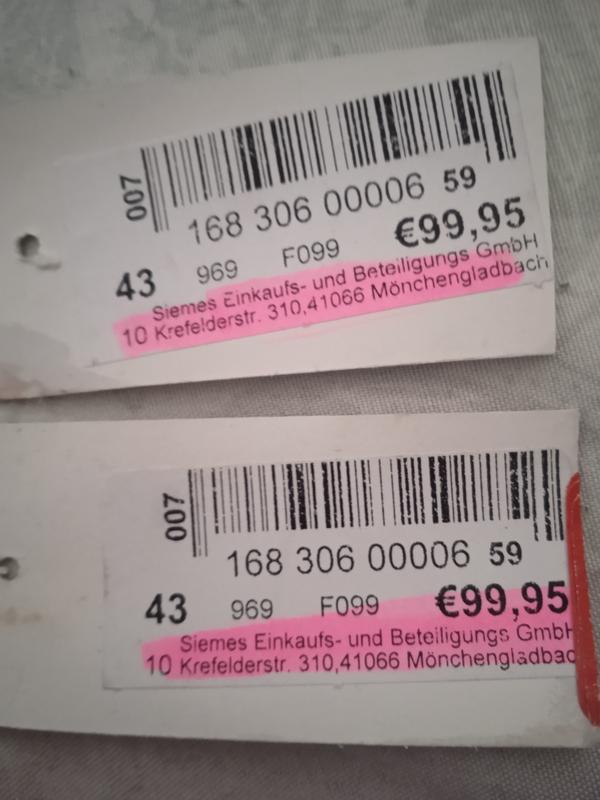 007
168 306 00006 59
€99,95
43 969 F099
Siemes Einkaufs- und Beteiligungs GmbH
10 Krefelderstr. 310,41066 Mönchengladbach
007
168 306 00006 59
43 969 F099 €99,95
Siemes Einkaufs- und Beteiligungs GmbH
10 Krefelderstr. 310,41066 Mönchengladbac